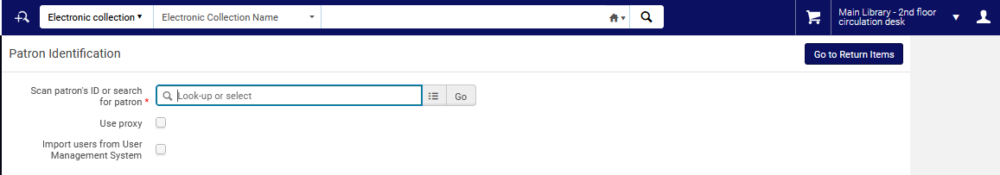 Electronic collection Electronic Collection Name Main Library - 2nd floor
circulation desk
Patron Identification Go to Return Items
Scan patron's ID or search
for patron * Look-up or select Go
Use proxy
Import users from User
Management System